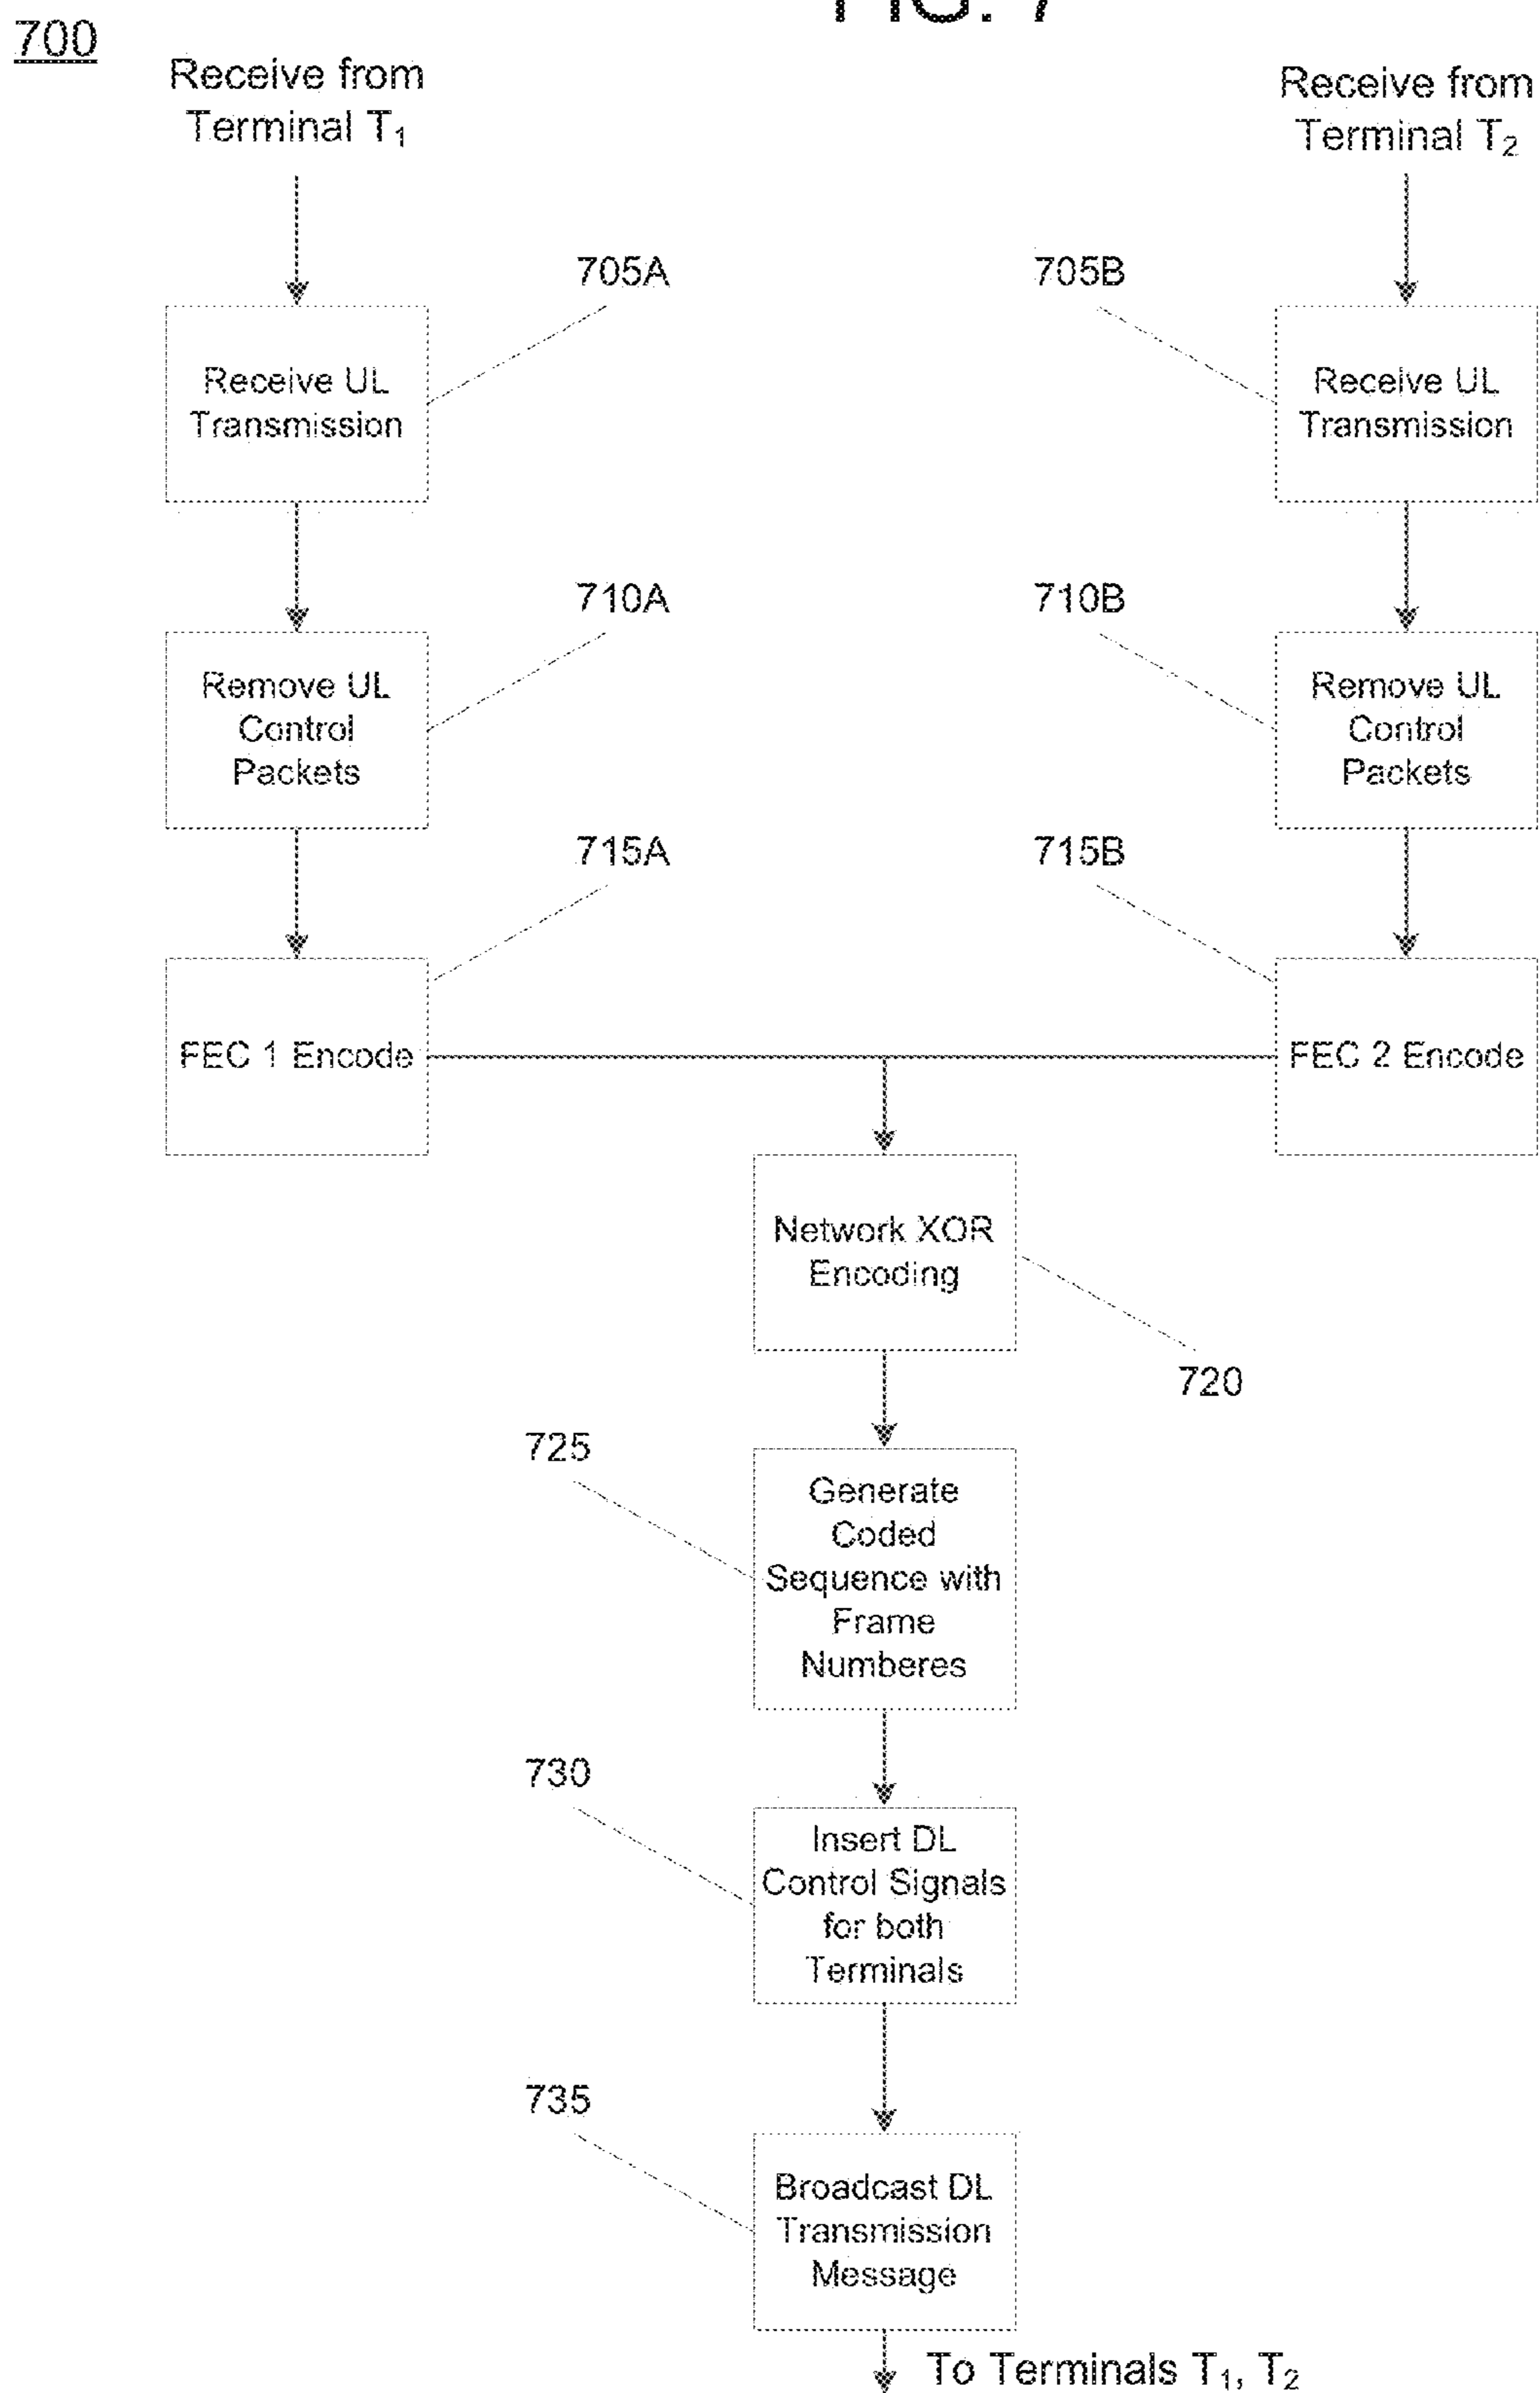 FIG. 7
700
Receive from
Terminal T₁
Receive from
Terminal T₂
705A
705B
Receive UL
Transmission
Receive UL
Transmission
710A
710B
Remove UL
Control
Packets
Remove UL
Control
Packets
715A
715B
FEC 1 Encode
FEC 2 Encode
Network XOR
Encoding
720
725
Generate
Coded
Sequence with
Frame
Numberes
730
Insert DL
Control Signals
for both
Terminals
735
Broadcast DL
Transmission
Message
To Terminals T₁, T₂